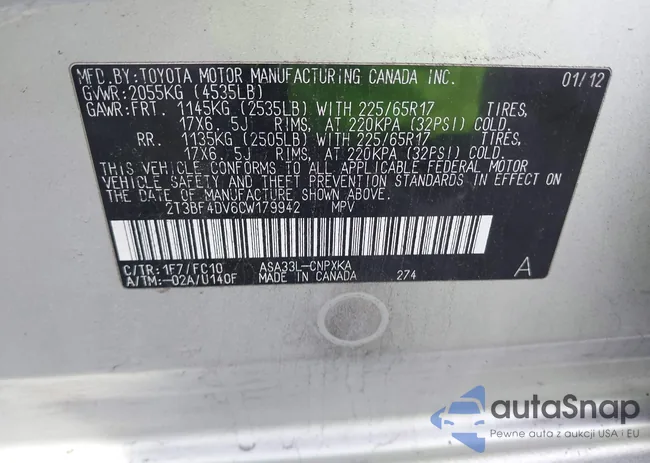 MFD.BY:TOYOTA MOTOR MANUFACTURING CANADA INC. 01/12
GVWR:2055KG (4535LB)
GAWR:FRT. 1145KG (2535LB) WITH 225/65R17 TIRES,
17X6.5J RIMS, AT 220KPA (32PSI) COLD.
RR. 1135KG (2505LB) WITH 225/65R17 TIRES,
17X6.5J RIMS, AT 220KPA (32PSI) COLD.
THIS VEHICLE CONFORMS TO ALL APPLICABLE FEDERAL MOTOR
VEHICLE SAFETY AND THEFT PREVENTION STANDARDS IN EFFECT ON
THE DATE OF MANUFACTURE SHOWN ABOVE.
2T3BF4DV6CW179942 MPV
C/TR:1F7/FC10 ASA33L-CNPXKA A
A/TM:-02A/U140F MADE IN CANADA 274
autoSnap
Pewne auta z aukcji USA i EU